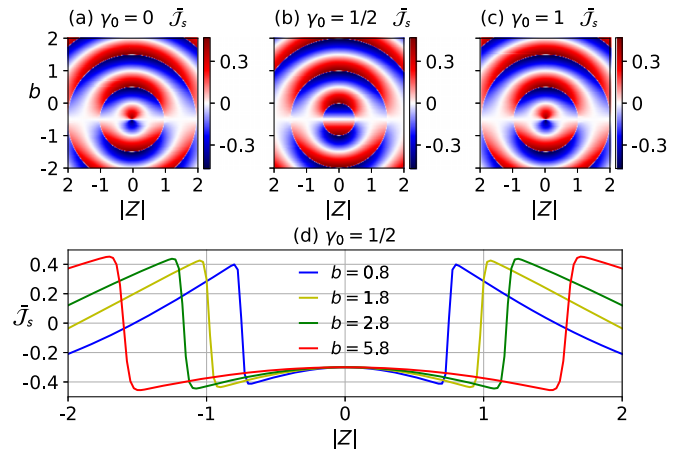 (a) γ₀ = 0 𝒥̄ₛ
(b) γ₀ = 1/2 𝒥̄ₛ
(c) γ₀ = 1 𝒥̄ₛ
b
2
1
0
-1
-2
2 -1 0 1 2
|Z|
0.3
0
-0.3
2 -1 0 1 2
|Z|
0.3
0
-0.3
2 -1 0 1 2
|Z|
0.3
0
-0.3
(d) γ₀ = 1/2
𝒥̄ₛ
0.4
0.2
0
-0.2
-0.4
b = 0.8
b = 1.8
b = 2.8
b = 5.8
-2 -1 0 1 2
|Z|